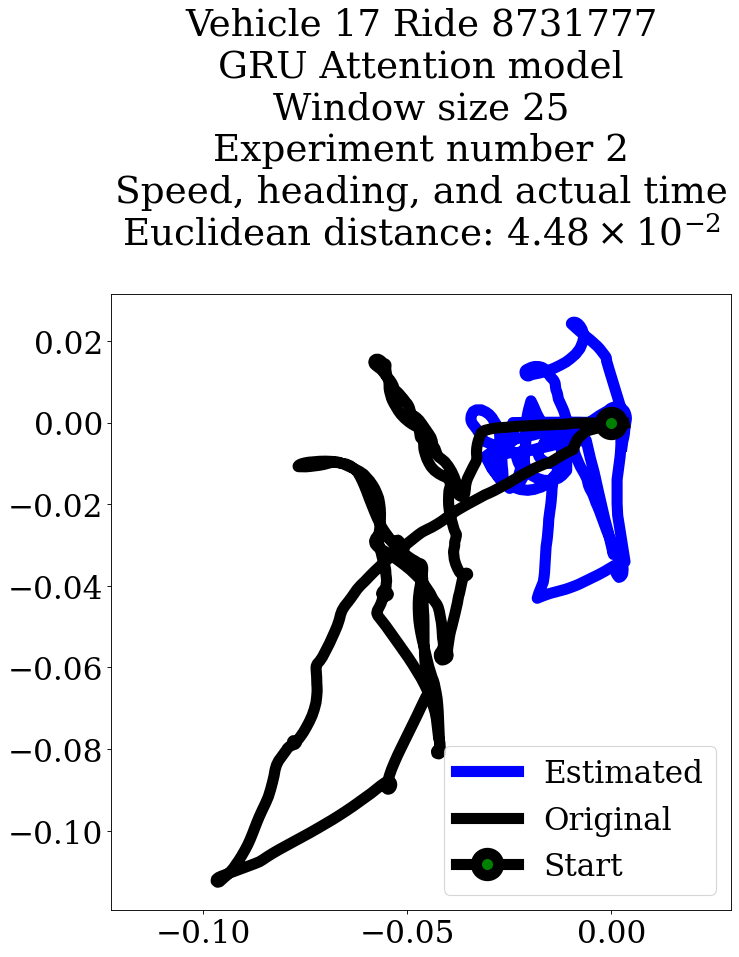 Vehicle 17 Ride 8731777
GRU Attention model
Window size 25
Experiment number 2
Speed, heading, and actual time
Euclidean distance: 4.48 × 10⁻²
0.02
0.00
−0.02
−0.04
−0.06
−0.08
−0.10
Estimated
Original
Start
−0.10
−0.05
0.00